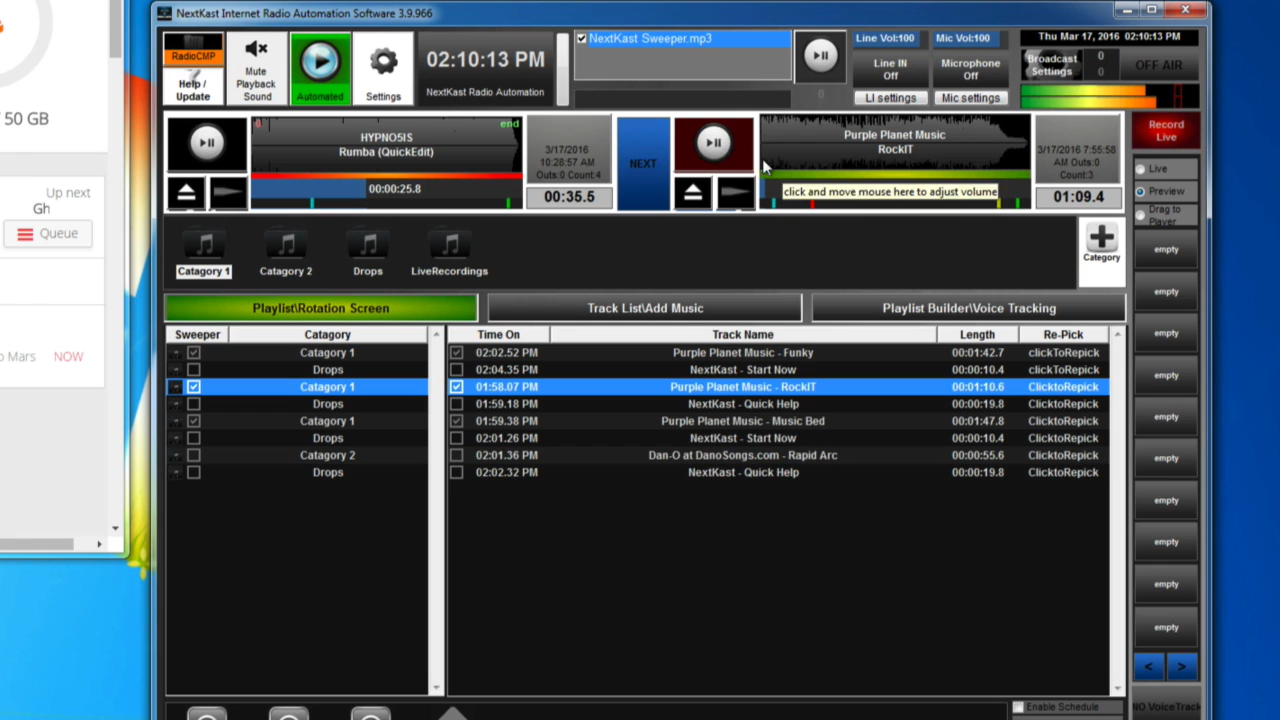 NextKast Internet Radio Automation Software 3.9.966
50 GB
Up next
Queue
Mars NOW
RadioCMP
Help /
Update
Mute
Playback
Sound
Automated
Settings
02:10:13 PM
NextKast Radio Automation
NextKast Sweeper.mp3
0
Line Vol:100
Mic Vol:100
Line IN
Off
Microphone
Off
LI settings
Mic settings
Thu Mar 17, 2016 02:10:13 PM
Broadcast
Settings
0
0
OFF AIR
end
HYPNO5IS
Rumba (QuickEdit)
00:00:25.8
3/17/2016
10:28:57 AM
Outs:0 Count:4
00:35.5
NEXT
Purple Planet Music
RockIT
click and move mouse here to adjust volume
3/17/2016 7:55:58
AM Outs:0
Count:3
01:09.4
Record
Live
Live
Preview
Drag to
Player
Catagory 1
Catagory 2
Drops
LiveRecordings
Category
Playlist\Rotation Screen
Track List\Add Music
Playlist Builder\Voice Tracking
Sweeper Catagory Time On Track Name Length Re-Pick
Catagory 1 02:02.52 PM Purple Planet Music - Funky 00:01:42.7 clickToRepick
Drops 02:04.35 PM NextKast - Start Now 00:00:10.4 clickToRepick
Catagory 1 01:58.07 PM Purple Planet Music - RockIT 00:01:10.6 ClicktoRepick
Drops 01:59.18 PM NextKast - Quick Help 00:00:19.8 ClicktoRepick
Catagory 1 01:59.38 PM Purple Planet Music - Music Bed 00:01:47.8 ClicktoRepick
Drops 02:01.26 PM NextKast - Start Now 00:00:10.4 ClicktoRepick
Catagory 2 02:01.36 PM Dan-O at DanoSongs.com - Rapid Arc 00:00:55.6 ClicktoRepick
Drops 02:02.32 PM NextKast - Quick Help 00:00:19.8 ClicktoRepick
empty
empty
empty
empty
empty
empty
empty
empty
empty
empty
< >
Enable Schedule
NO VoiceTrack